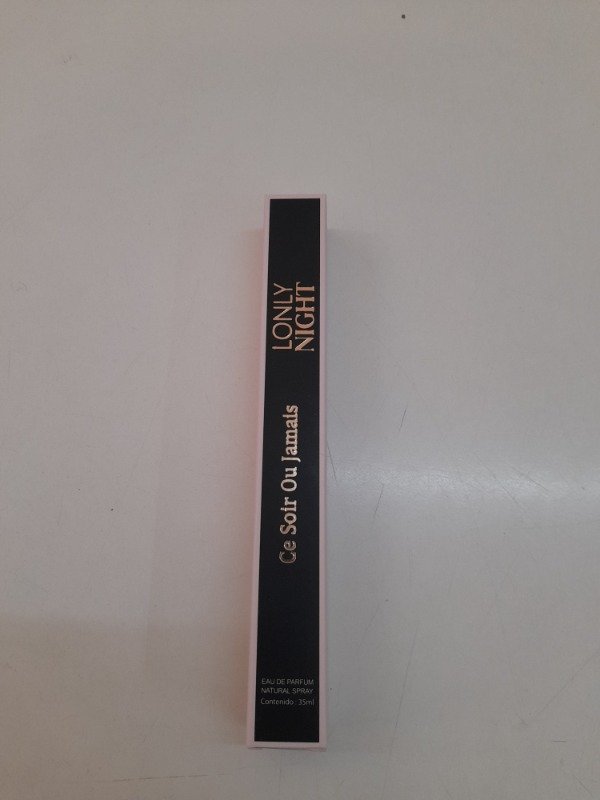 LONLY
NIGHT
Ce Soir Ou Jamais
EAU DE PARFUM
NATURAL SPRAY
Contenido: 35ml